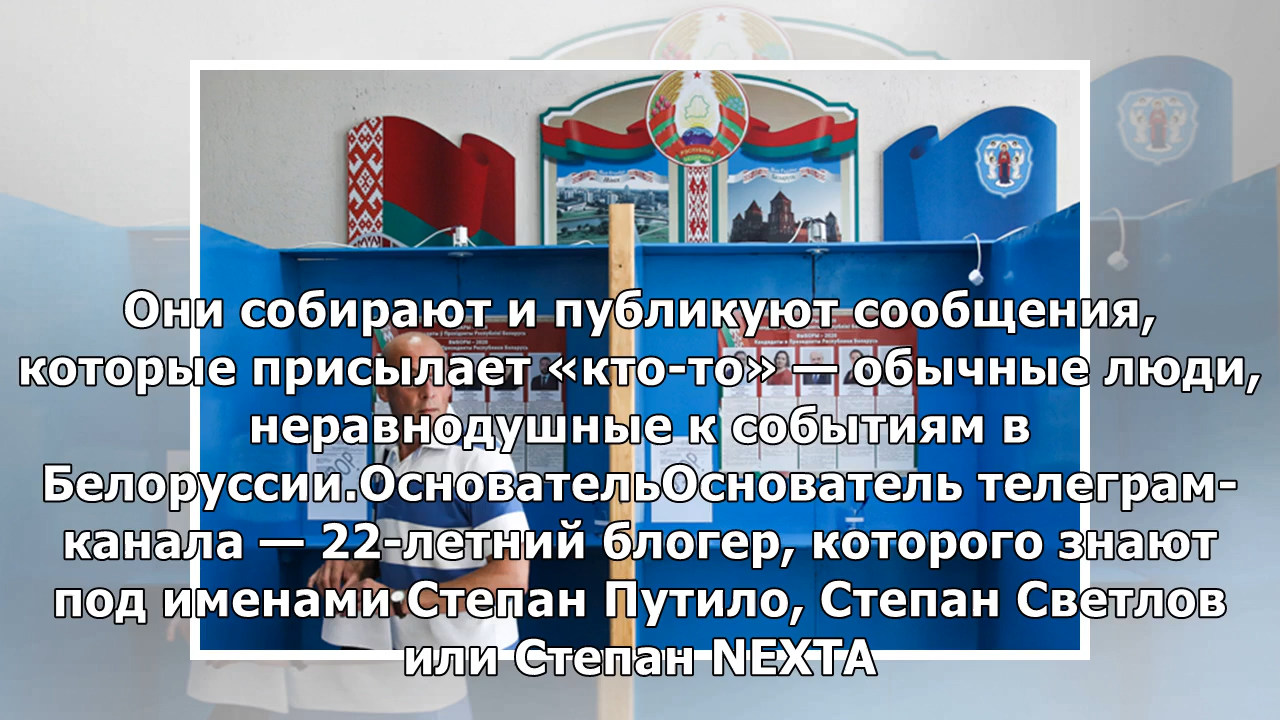 Они собирают и публикуют сообщения,
которые присылает «кто-то» — обычные люди,
неравнодушные к событиям в
Белоруссии.ОсновательОснователь телеграм-
канала — 22-летний блогер, которого знают
под именами Степан Путило, Степан Светлов
или Степан NEXTA